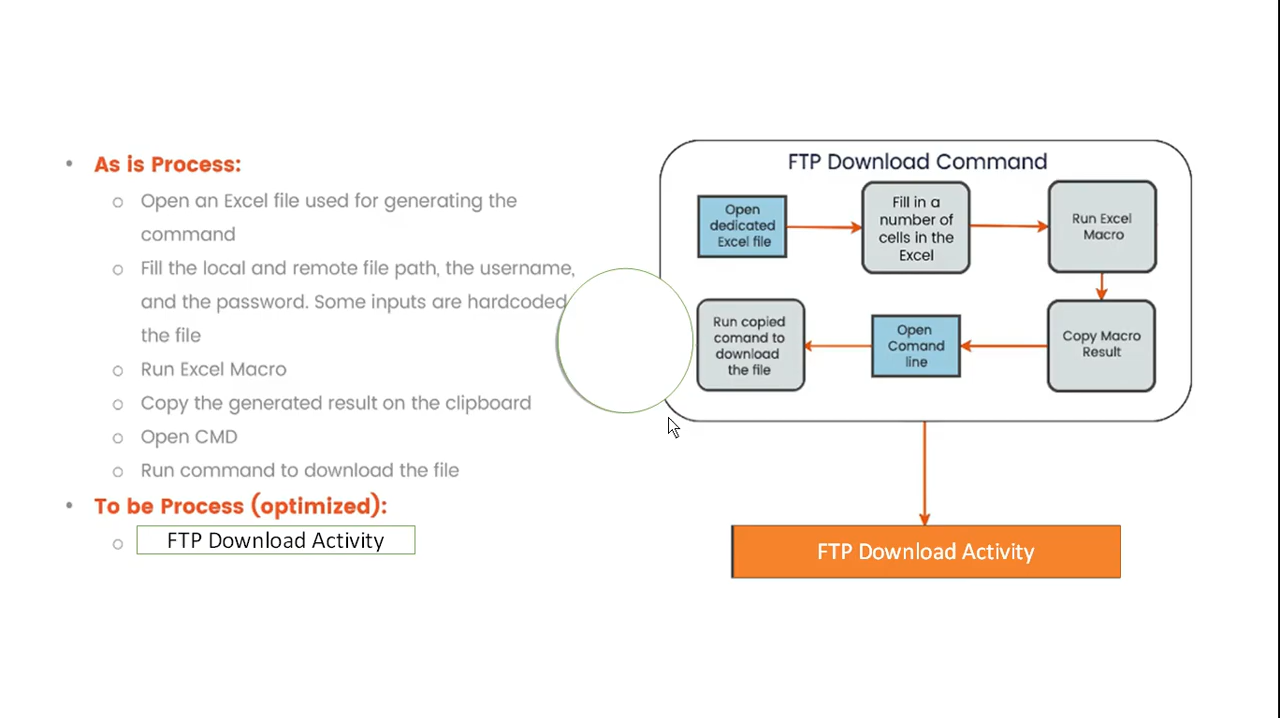 As is Process:
Open an Excel file used for generating the
command
Fill the local and remote file path, the username,
and the password. Some inputs are hardcoded
the file
Run Excel Macro
Copy the generated result on the clipboard
Open CMD
Run command to download the file
To be Process (optimized):
FTP Download Activity
FTP Download Command
Open
dedicated
Excel file
Fill in a
number of
cells in the
Excel
Run Excel
Macro
Copy Macro
Result
Open
Comand
line
Run copied
comand to
download
the file
FTP Download Activity